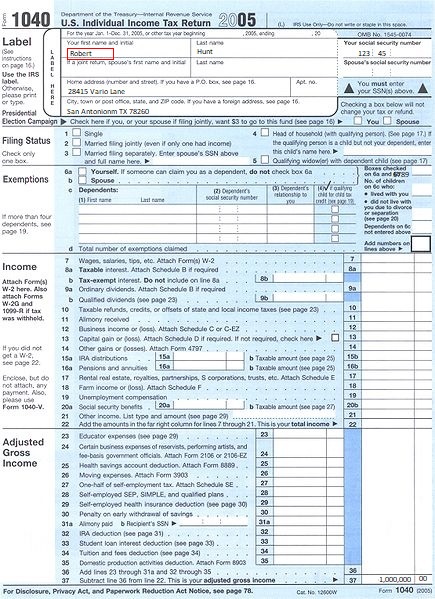 Form 1040 Department of the Treasury—Internal Revenue Service
U.S. Individual Income Tax Return 2005 (L) IRS Use Only—Do not write or staple in this space.
For the year Jan. 1–Dec. 31, 2005, or other tax year beginning , 2005, ending , 20 OMB No. 1545-0074
Label
(See instructions on page 16.)
Use the IRS label.
Otherwise, please print or type.
LABEL HERE
Your first name and initial Last name Your social security number
Robert Hunt 123 : 45
If a joint return, spouse's first name and initial Last name Spouse's social security number
Home address (number and street). If you have a P.O. box, see page 16. Apt. no.
28415 Vario Lane
▲ You must enter your SSN(s) above. ▲
City, town or post office, state, and ZIP code. If you have a foreign address, see page 16.
San Antonionm TX 78260
Checking a box below will not change your tax or refund.
Presidential
Election Campaign ▶ Check here if you, or your spouse if filing jointly, want $3 to go to this fund (see page 16) ▶ You Spouse
Filing Status
Check only one box.
1 Single
2 Married filing jointly (even if only one had income)
3 Married filing separately. Enter spouse's SSN above and full name here. ▶
4 Head of household (with qualifying person). (See page 17.) If the qualifying person is a child but not your dependent, enter this child's name here. ▶
5 Qualifying widow(er) with dependent child (see page 17)
Exemptions
6a Yourself. If someone can claim you as a dependent, do not check box 6a
b Spouse
c Dependents:
(1) First name Last name
(2) Dependent's social security number
(3) Dependent's relationship to you
(4) ✓ if qualifying child for child tax credit (see page 19)
If more than four dependents, see page 19.
d Total number of exemptions claimed
Boxes checked on 6a and
No. of children on 6c who:
• lived with you
• did not live with you due to divorce or separation (see page 20)
Dependents on 6c not entered above
Add numbers on lines above ▶
Income
Attach Form(s) W-2 here. Also attach Forms W-2G and 1099-R if tax was withheld.
If you did not get a W-2, see page 22.
Enclose, but do not attach, any payment. Also, please use Form 1040-V.
7 Wages, salaries, tips, etc. Attach Form(s) W-2 7
8a Taxable interest. Attach Schedule B if required 8a
b Tax-exempt interest. Do not include on line 8a 8b
9a Ordinary dividends. Attach Schedule B if required 9a
b Qualified dividends (see page 23) 9b
10 Taxable refunds, credits, or offsets of state and local income taxes (see page 23) 10
11 Alimony received 11
12 Business income or (loss). Attach Schedule C or C-EZ 12
13 Capital gain or (loss). Attach Schedule D if required. If not required, check here ▶ 13
14 Other gains or (losses). Attach Form 4797 14
15a IRA distributions 15a b Taxable amount (see page 25) 15b
16a Pensions and annuities 16a b Taxable amount (see page 25) 16b
17 Rental real estate, royalties, partnerships, S corporations, trusts, etc. Attach Schedule E 17
18 Farm income or (loss). Attach Schedule F 18
19 Unemployment compensation 19
20a Social security benefits 20a b Taxable amount (see page 27) 20b
21 Other income. List type and amount (see page 29) 21
22 Add the amounts in the far right column for lines 7 through 21. This is your total income ▶ 22
Adjusted Gross Income
23 Educator expenses (see page 29) 23
24 Certain business expenses of reservists, performing artists, and fee-basis government officials. Attach Form 2106 or 2106-EZ 24
25 Health savings account deduction. Attach Form 8889 25
26 Moving expenses. Attach Form 3903 26
27 One-half of self-employment tax. Attach Schedule SE 27
28 Self-employed SEP, SIMPLE, and qualified plans 28
29 Self-employed health insurance deduction (see page 30) 29
30 Penalty on early withdrawal of savings 30
31a Alimony paid b Recipient's SSN ▶ 31a
32 IRA deduction (see page 31) 32
33 Student loan interest deduction (see page 33) 33
34 Tuition and fees deduction (see page 34) 34
35 Domestic production activities deduction. Attach Form 8903 35
36 Add lines 23 through 31a and 32 through 35 36
37 Subtract line 36 from line 22. This is your adjusted gross income ▶ 37 1,000,000 00
For Disclosure, Privacy Act, and Paperwork Reduction Act Notice, see page 78. Cat. No. 11320B Form 1040 (2005)